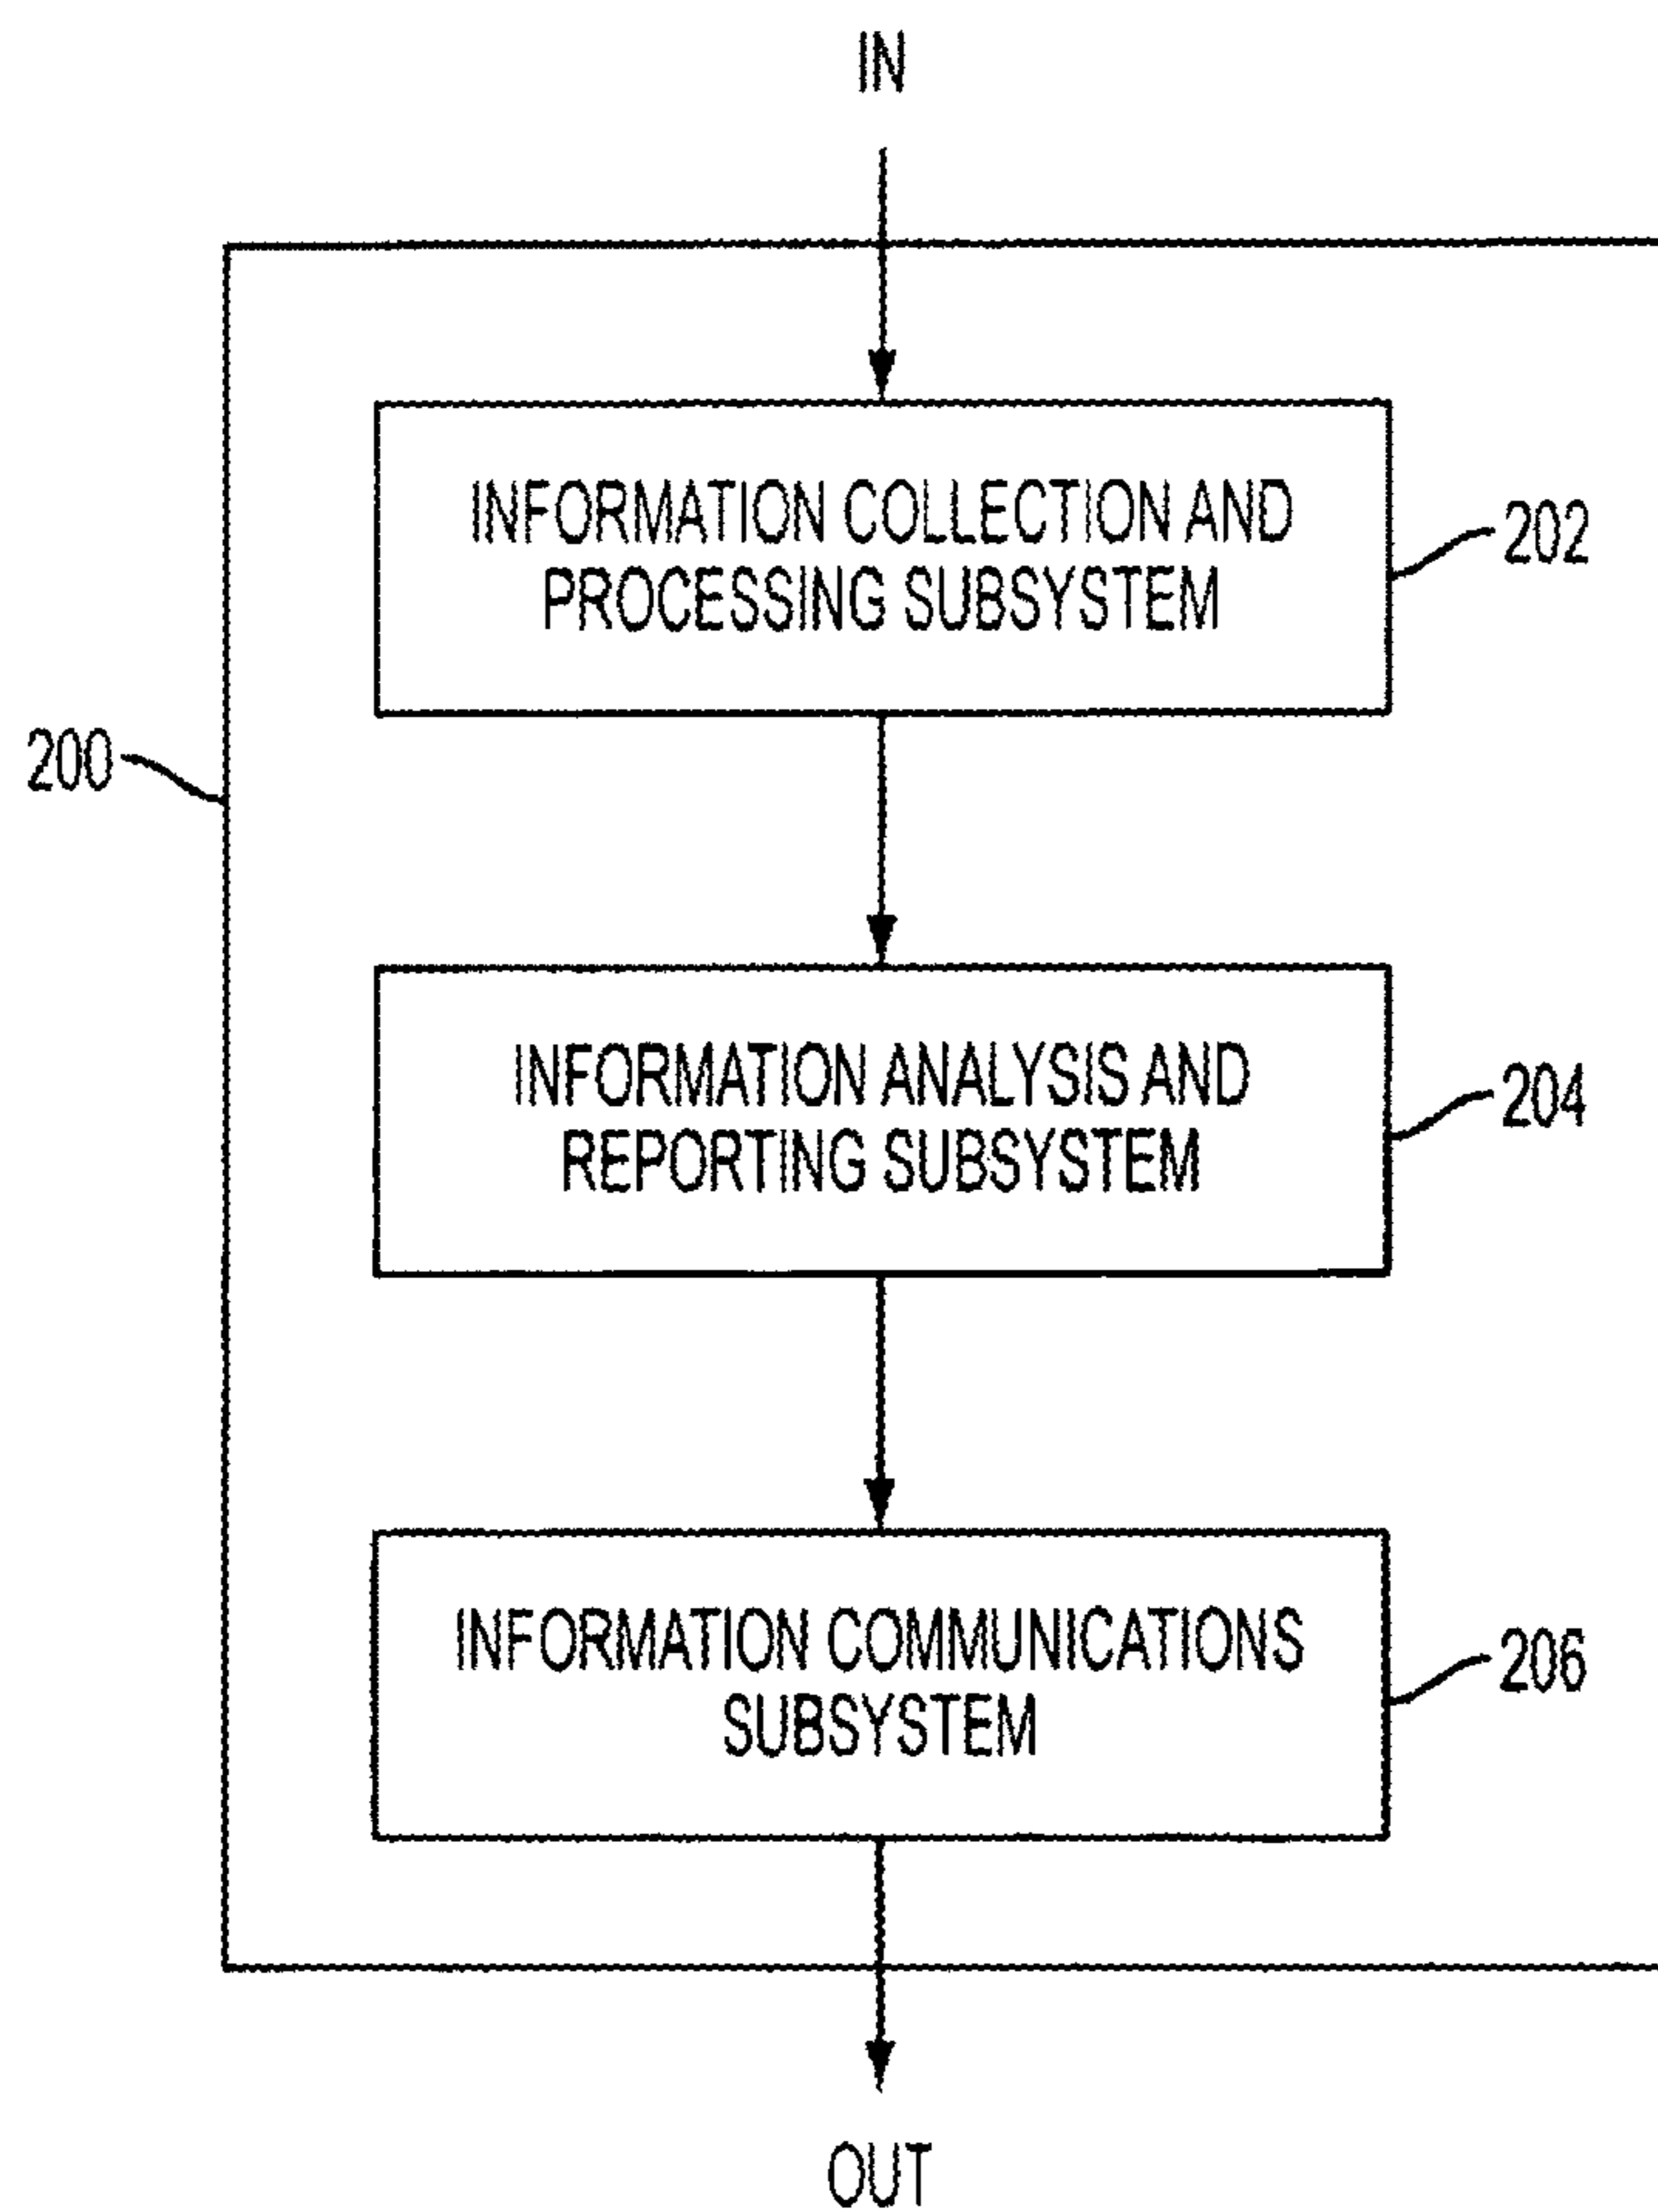 IN
INFORMATION COLLECTION AND
PROCESSING SUBSYSTEM
202
200
INFORMATION ANALYSIS AND
REPORTING SUBSYSTEM
204
INFORMATION COMMUNICATIONS
SUBSYSTEM
206
OUT